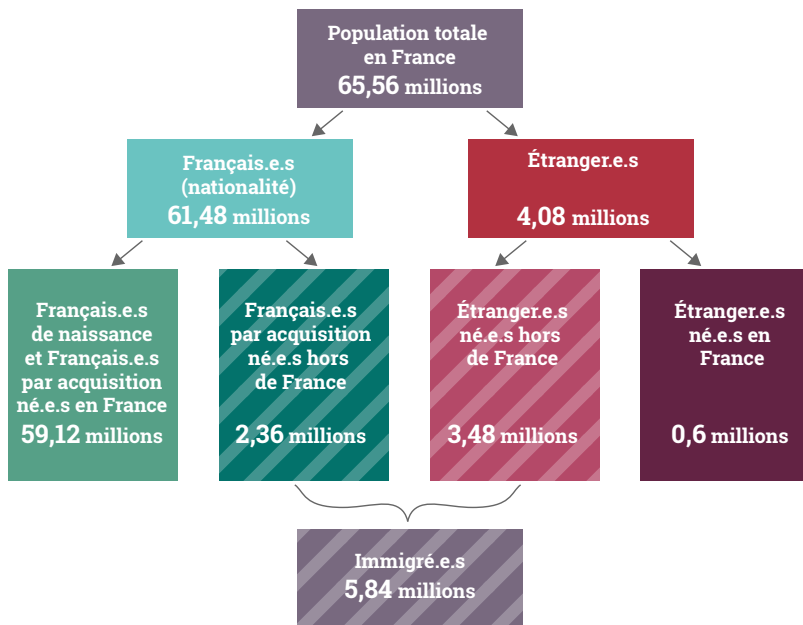 Population totale
en France
65,56 millions
Français.e.s
(nationalité)
61,48 millions
Étranger.e.s
4,08 millions
Français.e.s
de naissance
et Français.e.s
par acquisition
né.e.s en France
59,12 millions
Français.e.s
par acquisition
né.e.s hors
de France
2,36 millions
Étranger.e.s
né.e.s hors
de France
3,48 millions
Étranger.e.s
né.e.s en
France
0,6 millions
Immigré.e.s
5,84 millions